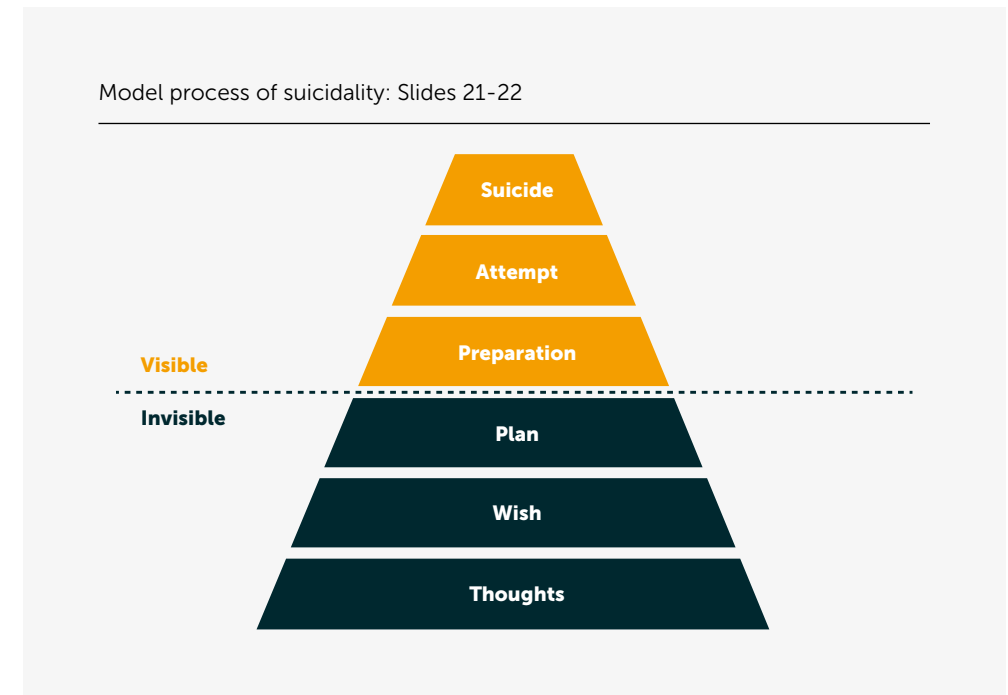 Model process of suicidality: Slides 21-22
Suicide
Attempt
Preparation
Visible
Invisible
Plan
Wish
Thoughts